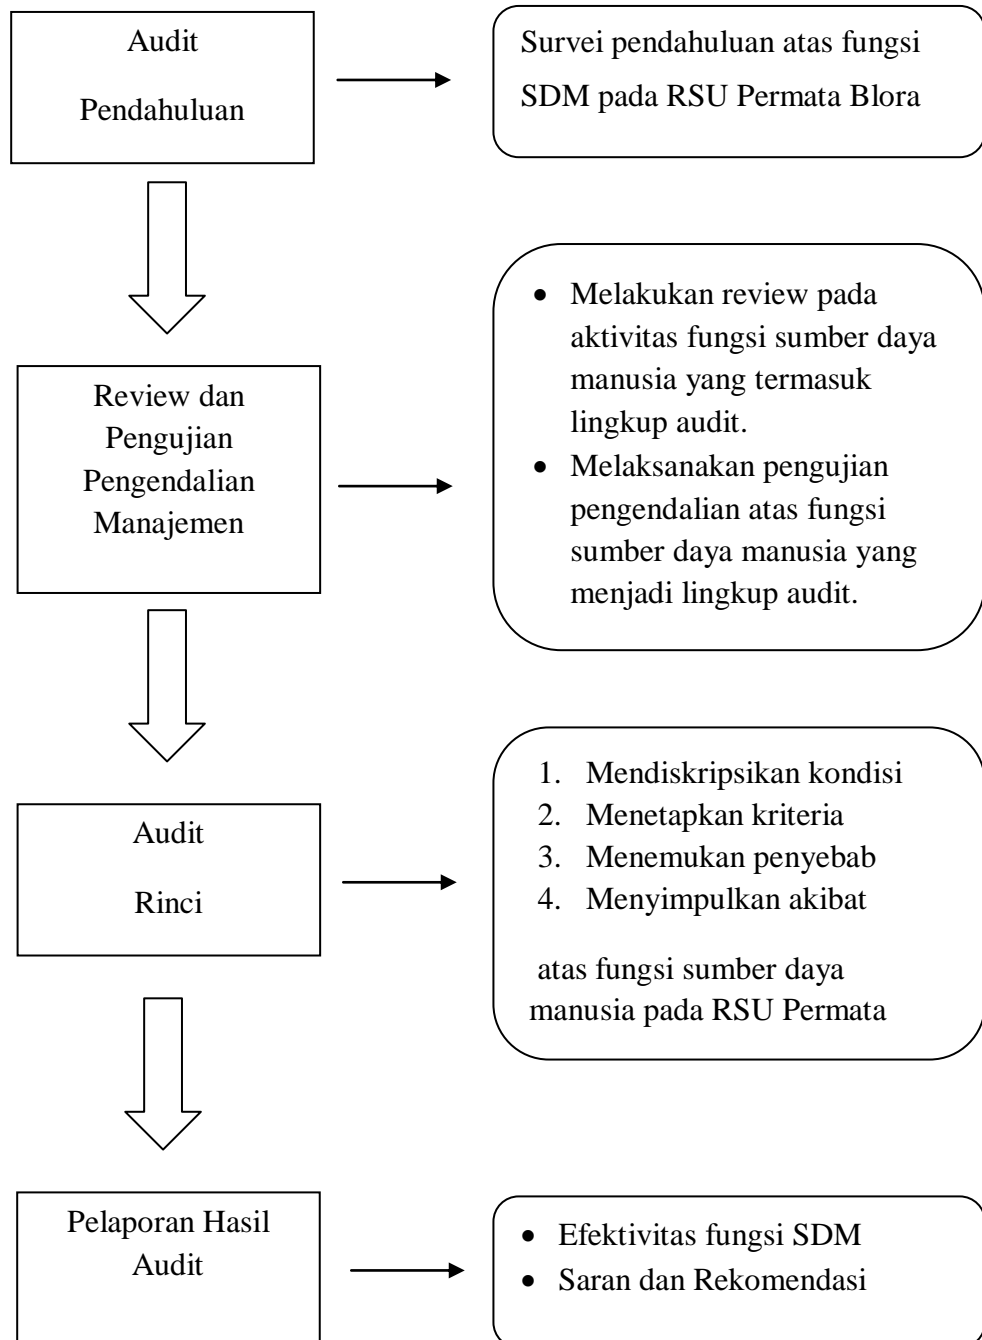 Audit
Pendahuluan
Survei pendahuluan atas fungsi
SDM pada RSU Permata Blora
Review dan
Pengujian
Pengendalian
Manajemen
• Melakukan review pada
aktivitas fungsi sumber daya
manusia yang termasuk
lingkup audit.
• Melaksanakan pengujian
pengendalian atas fungsi
sumber daya manusia yang
menjadi lingkup audit.
Audit
Rinci
1. Mendiskripsikan kondisi
2. Menetapkan kriteria
3. Menemukan penyebab
4. Menyimpulkan akibat
atas fungsi sumber daya
manusia pada RSU Permata
Pelaporan Hasil
Audit
• Efektivitas fungsi SDM
• Saran dan Rekomendasi